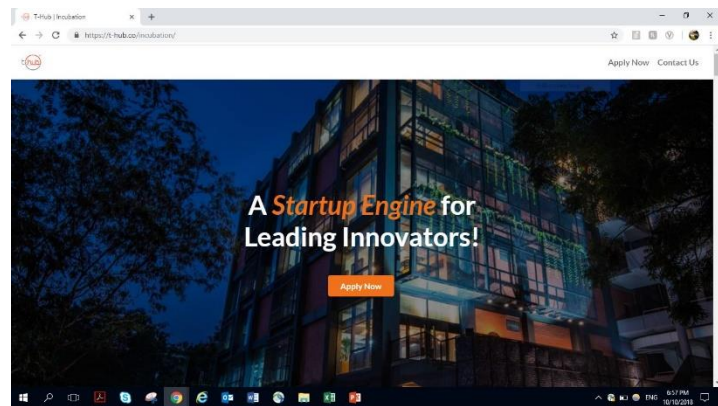 T-Hub | Incubation
https://t-hub.co/incubation/
t-hub
Apply Now Contact Us
A Startup Engine for
Leading Innovators!
Apply Now
ENG
6:57 PM
10/10/2018